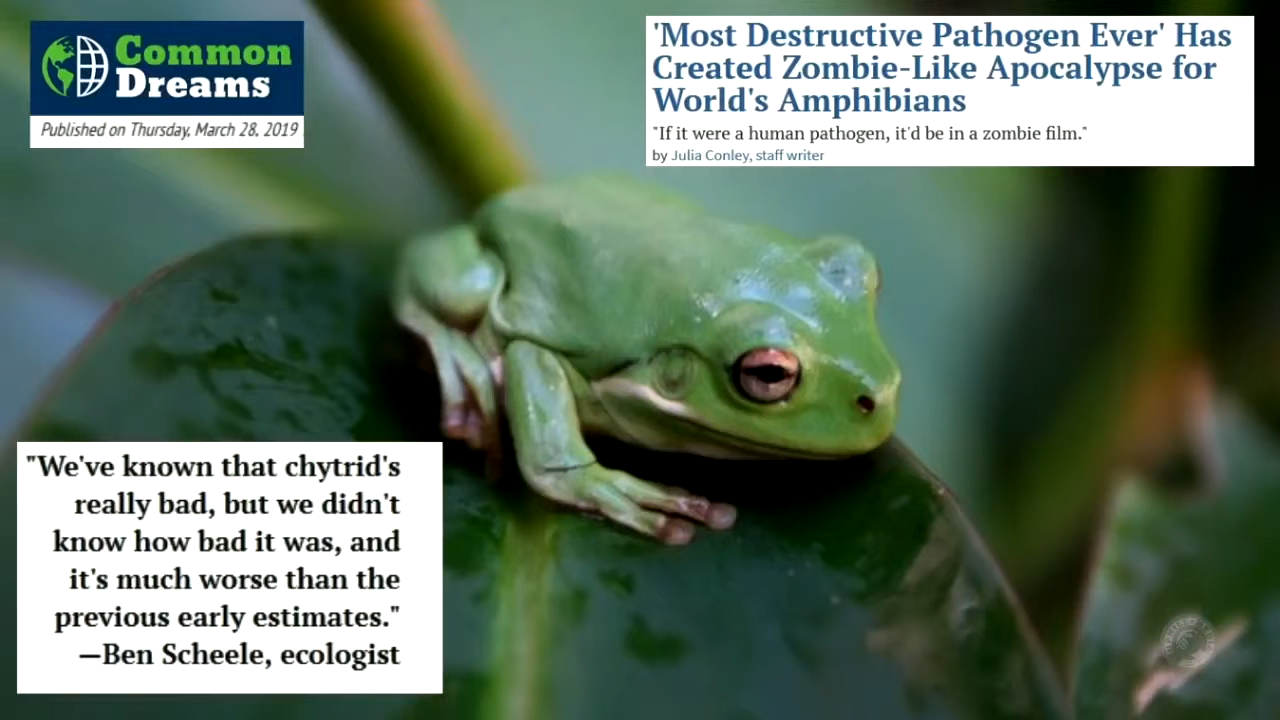 Common
Dreams
Published on Thursday, March 28, 2019
'Most Destructive Pathogen Ever' Has
Created Zombie-Like Apocalypse for
World's Amphibians
"If it were a human pathogen, it'd be in a zombie film."
by Julia Conley, staff writer
"We've known that chytrid's
really bad, but we didn't
know how bad it was, and
it's much worse than the
previous early estimates."
—Ben Scheele, ecologist